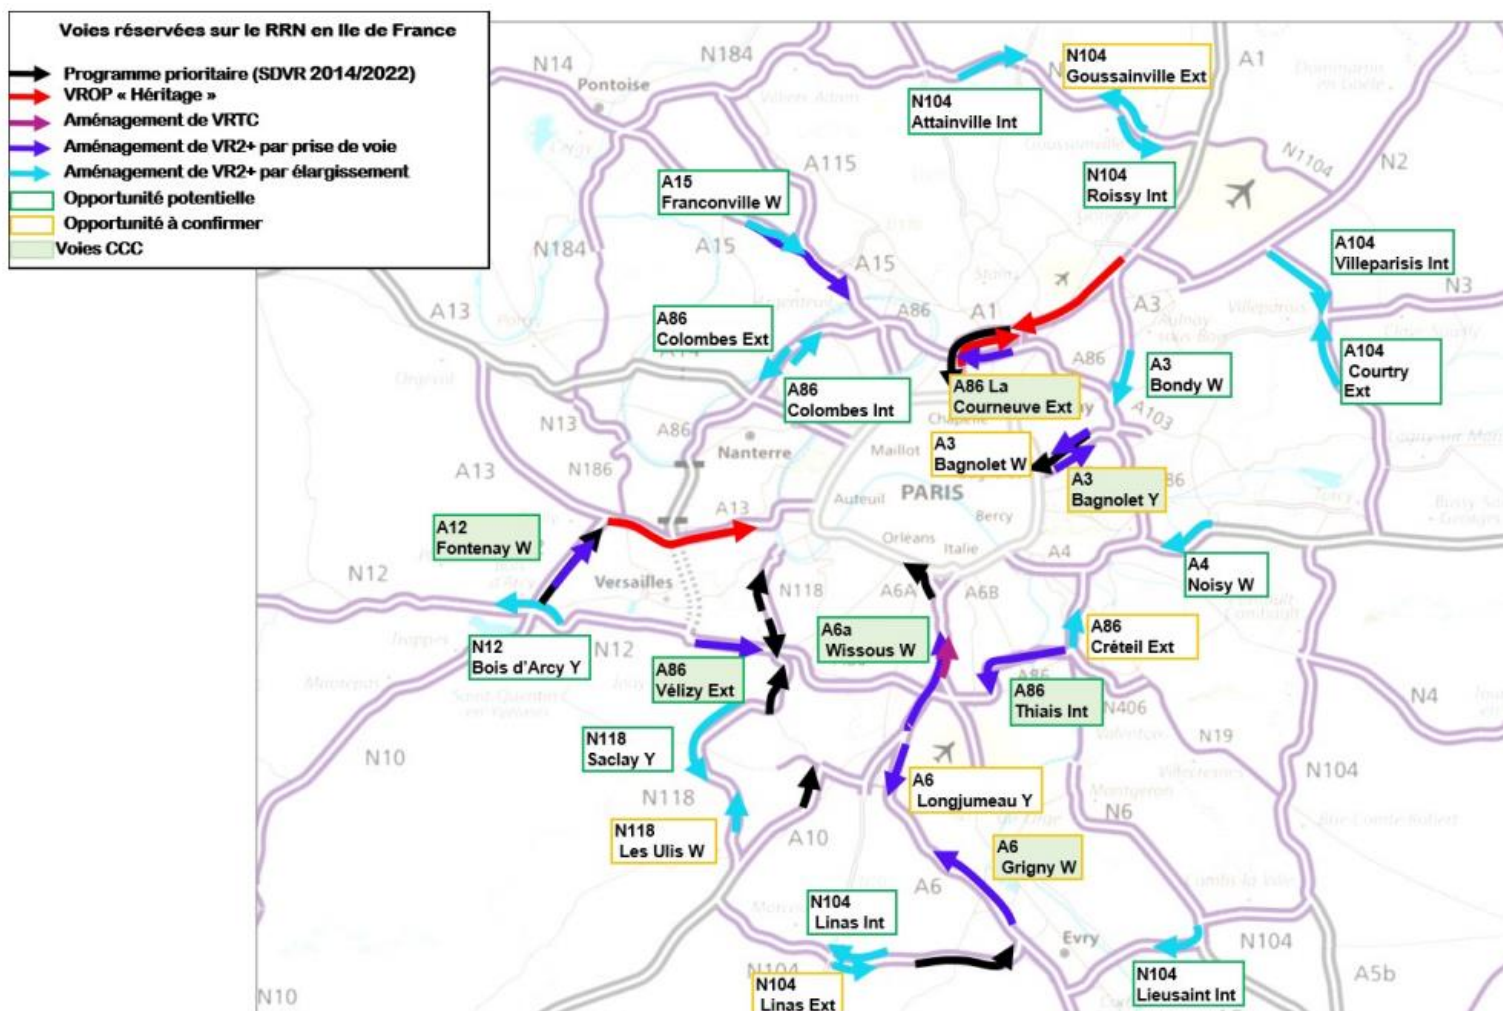 Voies réservées sur le RRN en Ile de France
Programme prioritaire (SDVR 2014/2022)
VROP « Héritage »
Aménagement de VRTC
Aménagement de VR2+ par prise de voie
Aménagement de VR2+ par élargissement
Opportunité potentielle
Opportunité à confirmer
Voies CCC
N184
N14
Pontoise
A1
N104
Goussainville Ext
N104
Attainville Int
N1104
N2
A115
A15
Franconville W
N104
Roissy Int
N184
A15
A15
A104
Villeparisis Int
N3
A13
A86
Colombes Ext
A86
A1
A3
A86
A3
Bondy W
A104
Courtry
Ext
A86
Colombes Int
A86 La
Courneuve Ext
A103
N13
A86
Nanterre
Maillot
Chapelle
A3
Bagnolet W
A13
N186
Auteuil
PARIS
Bercy
A3
Bagnolet Y
A13
A12
Fontenay W
Orléans
Italie
A4
A4
Noisy W
N12
Versailles
N118
A6A
A6B
N12
Bois d'Arcy Y
N12
A86
Vélizy Ext
A6a
Wissous W
A86
Créteil Ext
A86
A86
Thiais Int
N406
N4
N10
N118
Saclay Y
N19
N104
N118
A6
Longjumeau Y
N6
N118
Les Ulis W
A10
A6
Grigny W
A6
N104
Linas Int
Evry
N104
N104
N104
Linas Ext
N104
Lieusaint Int
A5b
N10